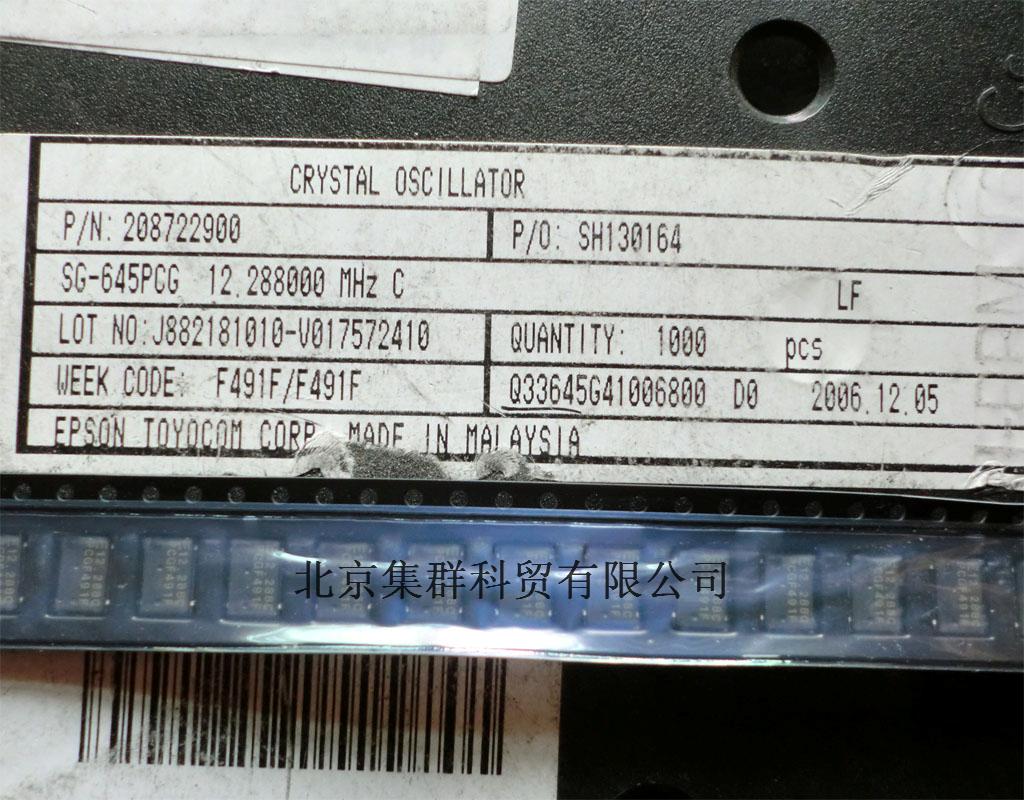 CRYSTAL OSCILLATOR
P/N: 208722900 P/O: SH130164
SG-645PCG 12.288000 MHz C LF
LOT NO:J882181010-V017572410 QUANTITY: 1000 pcs
WEEK CODE: F491F/F491F Q33645G41006800 D0 2006.12.05
EPSON TOYOCOM CORP. MADE IN MALAYSIA
北京集群科贸有限公司